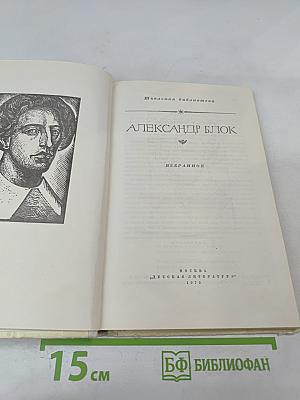 Школьная библиотека
АЛЕКСАНДР БЛОК
ИЗБРАННОЕ
МОСКВА
"ДЕТСКАЯ ЛИТЕРАТУРА"
15 см
БФ БИБЛИОФАН